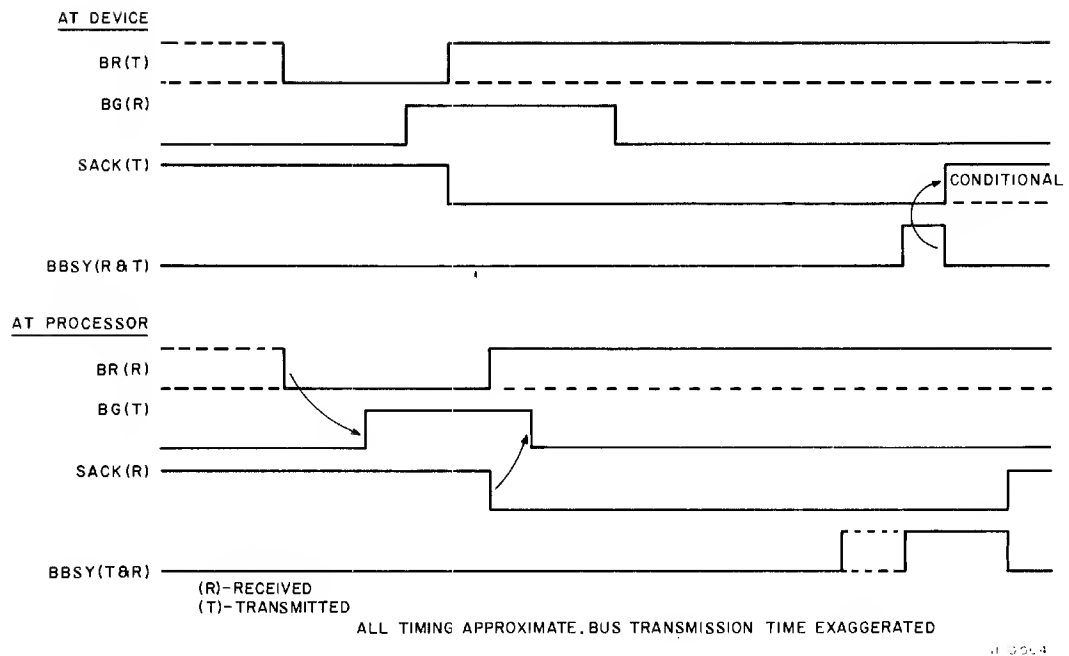 AT DEVICE
BR(T)
BG(R)
SACK(T)
CONDITIONAL
BBSY(R & T)
AT PROCESSOR
BR(R)
BG(T)
SACK(R)
BBSY(T&R)
(R)-RECEIVED
(T)-TRANSMITTED
ALL TIMING APPROXIMATE. BUS TRANSMISSION TIME EXAGGERATED